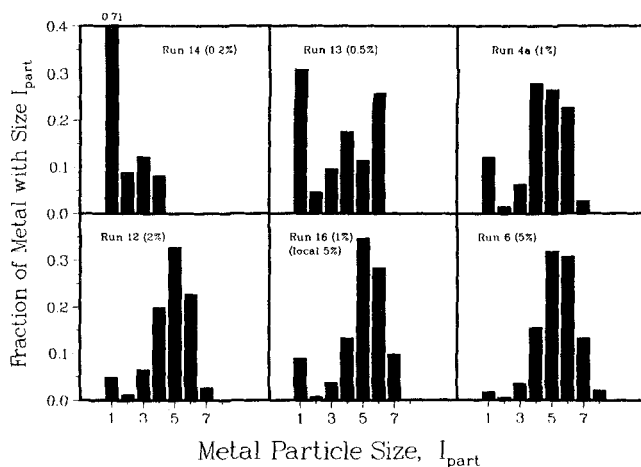 0.71
0.4
0.3
0.2
0.1
0.0
Run 14 (0.2%)
Run 13 (0.5%)
Run 4a (1%)
0.3
0.2
0.1
0.0
Run 12 (2%)
Run 16 (1%)
(local 5%)
Run 6 (5%)
1 3 5 7
1 3 5 7
1 3 5 7
Fraction of Metal with Size I_part
Metal Particle Size, I_part